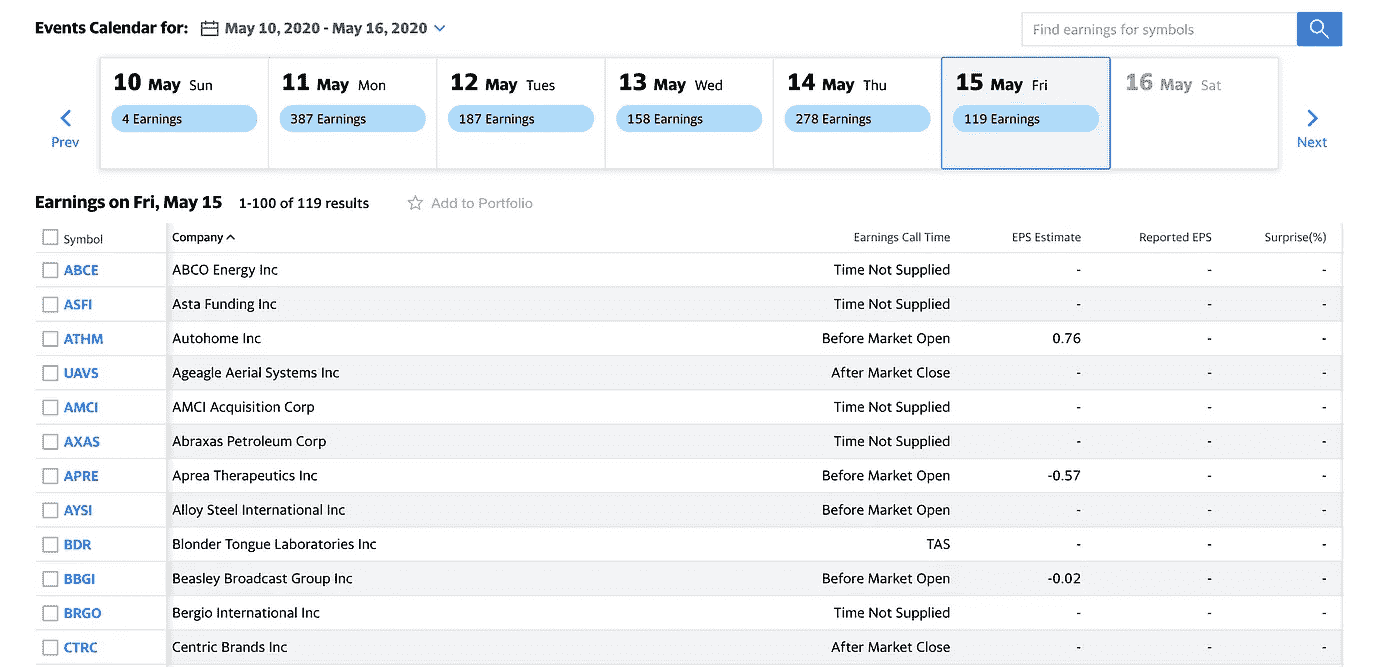 Events Calendar for: May 10, 2020 - May 16, 2020 Find earnings for symbols
10 May Sun 11 May Mon 12 May Tues 13 May Wed 14 May Thu 15 May Fri 16 May Sat
4 Earnings 387 Earnings 187 Earnings 158 Earnings 278 Earnings 119 Earnings
Prev Next
Earnings on Fri, May 15 1-100 of 119 results Add to Portfolio
Symbol Company Earnings Call Time EPS Estimate Reported EPS Surprise(%)
ABCE ABCO Energy Inc Time Not Supplied - - -
ASFI Asta Funding Inc Time Not Supplied - - -
ATHM Autohome Inc Before Market Open 0.76 - -
UAVS Ageagle Aerial Systems Inc After Market Close - - -
AMCI AMCI Acquisition Corp Time Not Supplied - - -
AXAS Abraxas Petroleum Corp Time Not Supplied - - -
APRE Aprea Therapeutics Inc Before Market Open -0.57 - -
AYSI Alloy Steel International Inc Before Market Open - - -
BDR Blonder Tongue Laboratories Inc TAS - - -
BBGI Beasley Broadcast Group Inc Before Market Open -0.02 - -
BRGO Bergio International Inc Time Not Supplied - - -
CTRC Centric Brands Inc After Market Close - - -